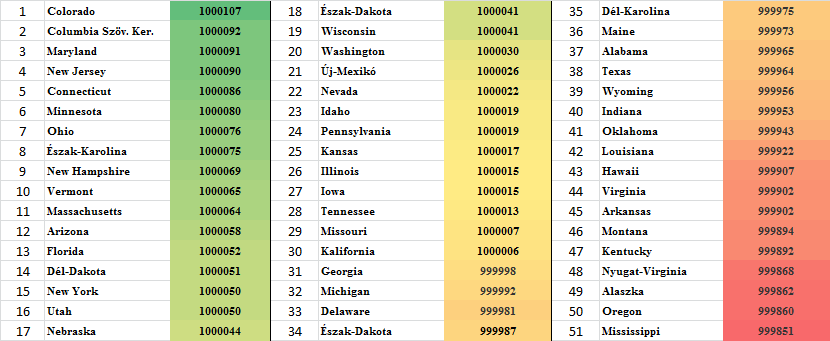 1 Colorado 1000107
2 Columbia Szöv. Ker. 1000092
3 Maryland 1000091
4 New Jersey 1000090
5 Connecticut 1000086
6 Minnesota 1000080
7 Ohio 1000076
8 Észak-Karolina 1000075
9 New Hampshire 1000069
10 Vermont 1000065
11 Massachusetts 1000064
12 Arizona 1000058
13 Florida 1000052
14 Dél-Dakota 1000051
15 New York 1000050
16 Utah 1000050
17 Nebraska 1000044
18 Észak-Dakota 1000041
19 Wisconsin 1000041
20 Washington 1000030
21 Új-Mexikó 1000026
22 Nevada 1000022
23 Idaho 1000019
24 Pennsylvania 1000019
25 Kansas 1000017
26 Illinois 1000015
27 Iowa 1000015
28 Tennessee 1000013
29 Missouri 1000007
30 Kalifornia 1000006
31 Georgia 999998
32 Michigan 999992
33 Delaware 999981
34 Észak-Dakota 999987
35 Dél-Karolina 999975
36 Maine 999973
37 Alabama 999965
38 Texas 999964
39 Wyoming 999956
40 Indiana 999953
41 Oklahoma 999943
42 Louisiana 999922
43 Hawaii 999907
44 Virginia 999902
45 Arkansas 999902
46 Montana 999894
47 Kentucky 999892
48 Nyugat-Virginia 999868
49 Alaszka 999862
50 Oregon 999860
51 Mississippi 999851